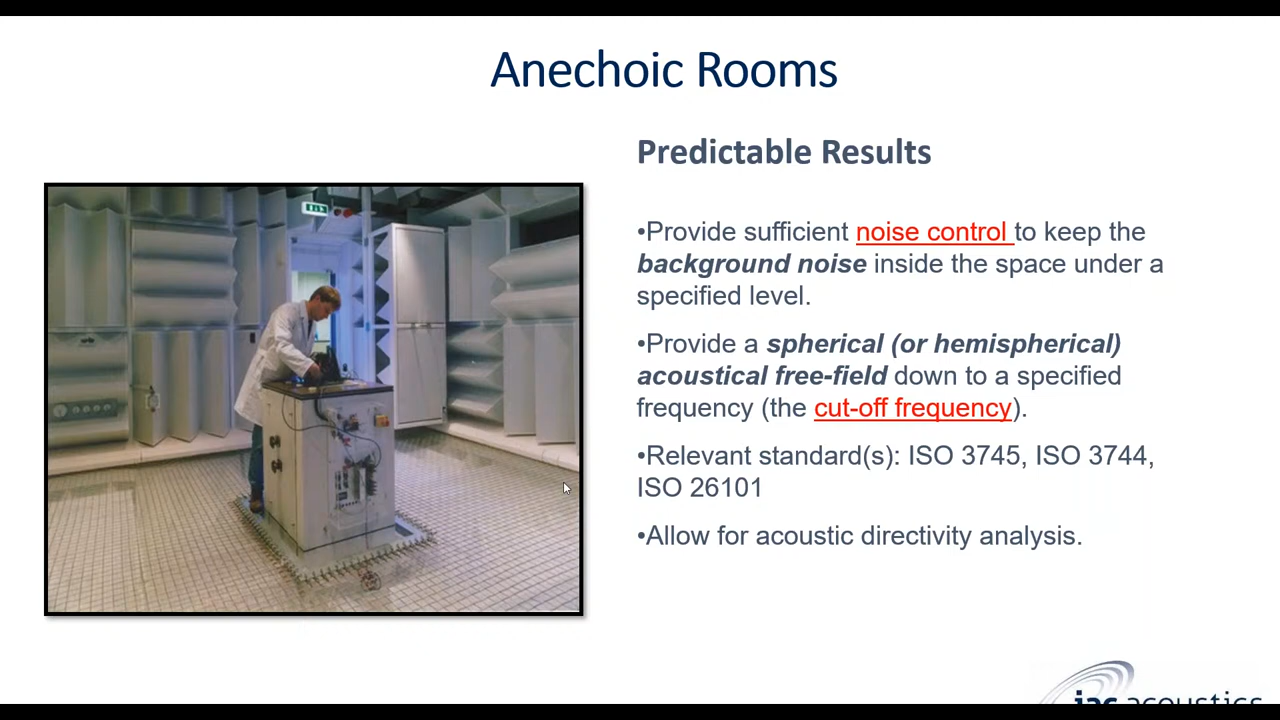 Anechoic Rooms
Predictable Results
•Provide sufficient noise control to keep the
background noise inside the space under a
specified level.
•Provide a spherical (or hemispherical)
acoustical free-field down to a specified
frequency (the cut-off frequency).
•Relevant standard(s): ISO 3745, ISO 3744,
ISO 26101
•Allow for acoustic directivity analysis.
iac acoustics